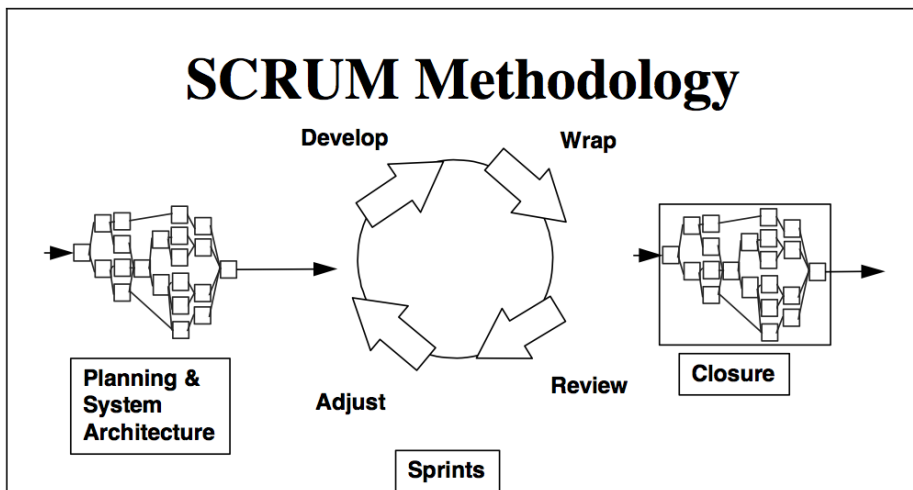 SCRUM Methodology
Develop
Wrap
Planning &
System
Architecture
Adjust
Review
Closure
Sprints